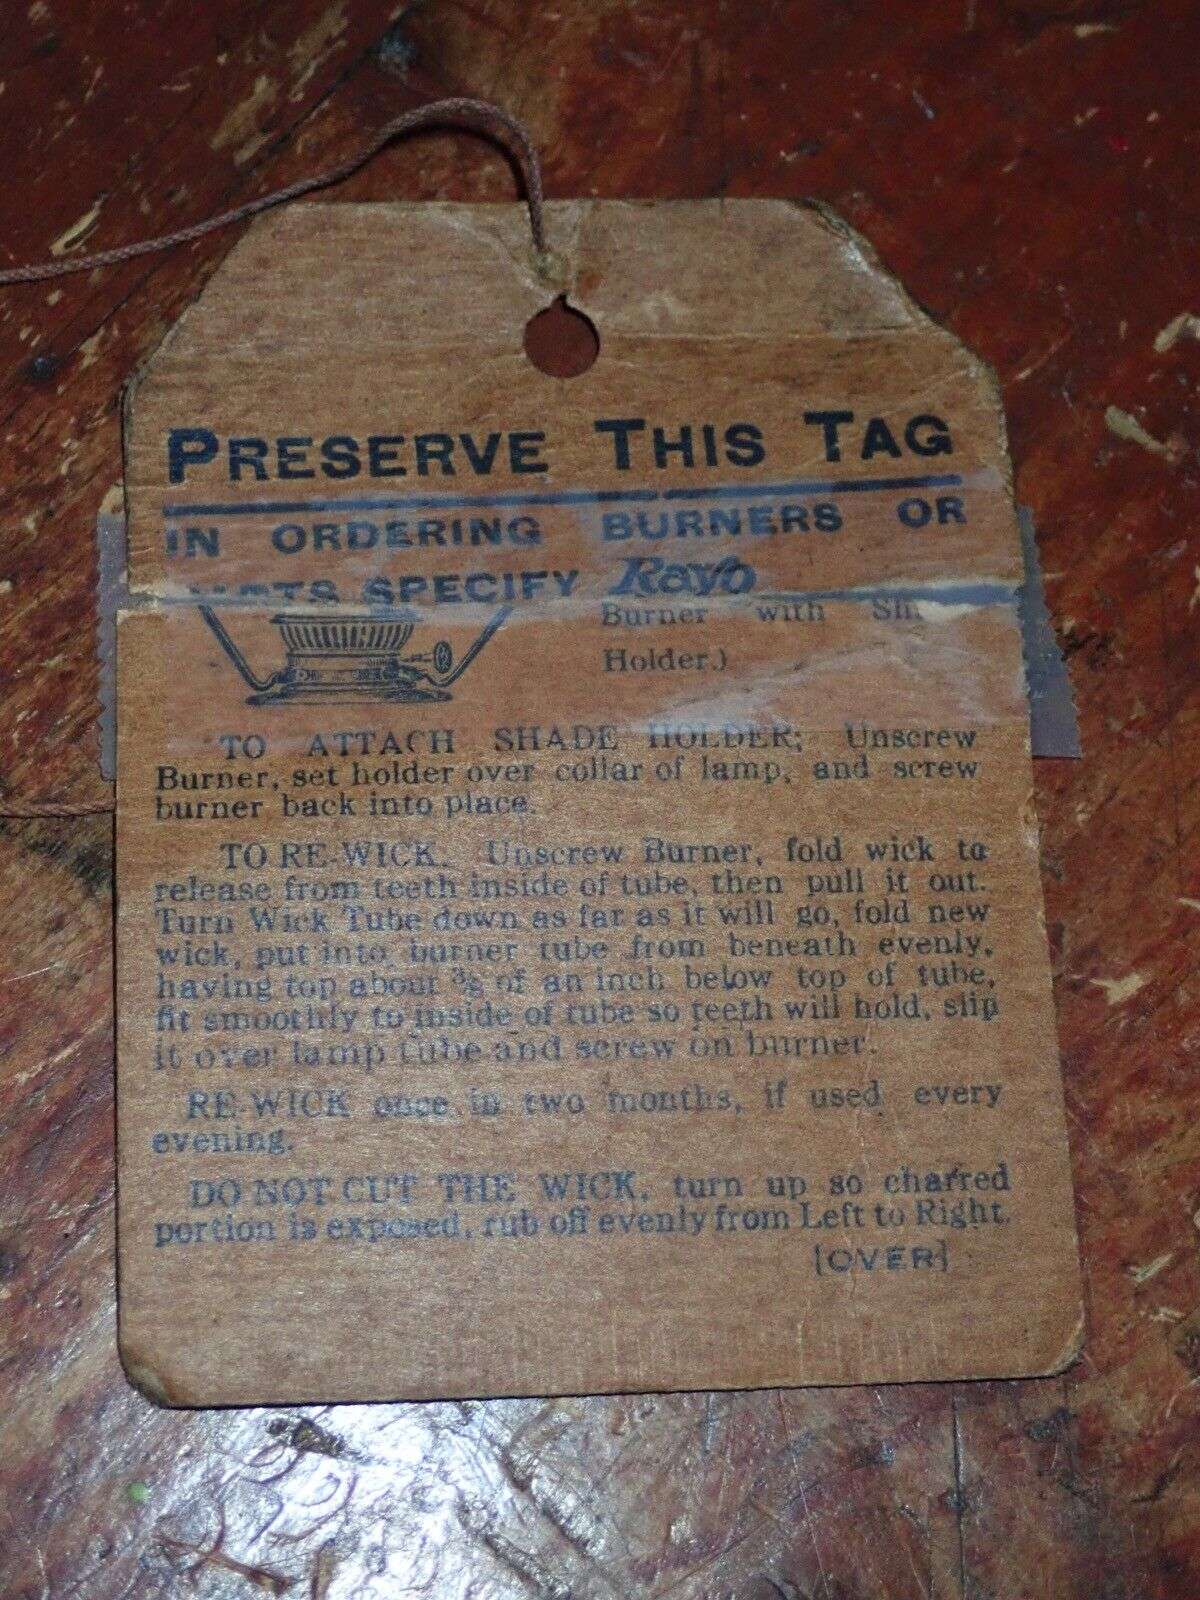 PRESERVE THIS TAG
IN ORDERING BURNERS OR
SPECIFY Rayo
Burner with
Holder.)
TO ATTACH SHADE HOLDER; Unscrew
Burner, set holder over collar of lamp, and screw
burner back into place.
TO RE-WICK. Unscrew Burner, fold wick to
release from teeth inside of tube, then pull it out.
Turn Wick Tube down as far as it will go, fold new
wick, put into burner tube from beneath evenly,
having top about ⅜ of an inch below top of tube,
fit smoothly to inside of tube so teeth will hold, slip
it over lamp tube and screw on burner.
RE-WICK once in two months, if used every
evening.
DO NOT CUT THE WICK, turn up so charred
portion is exposed, rub off evenly from Left to Right.
[OVER]